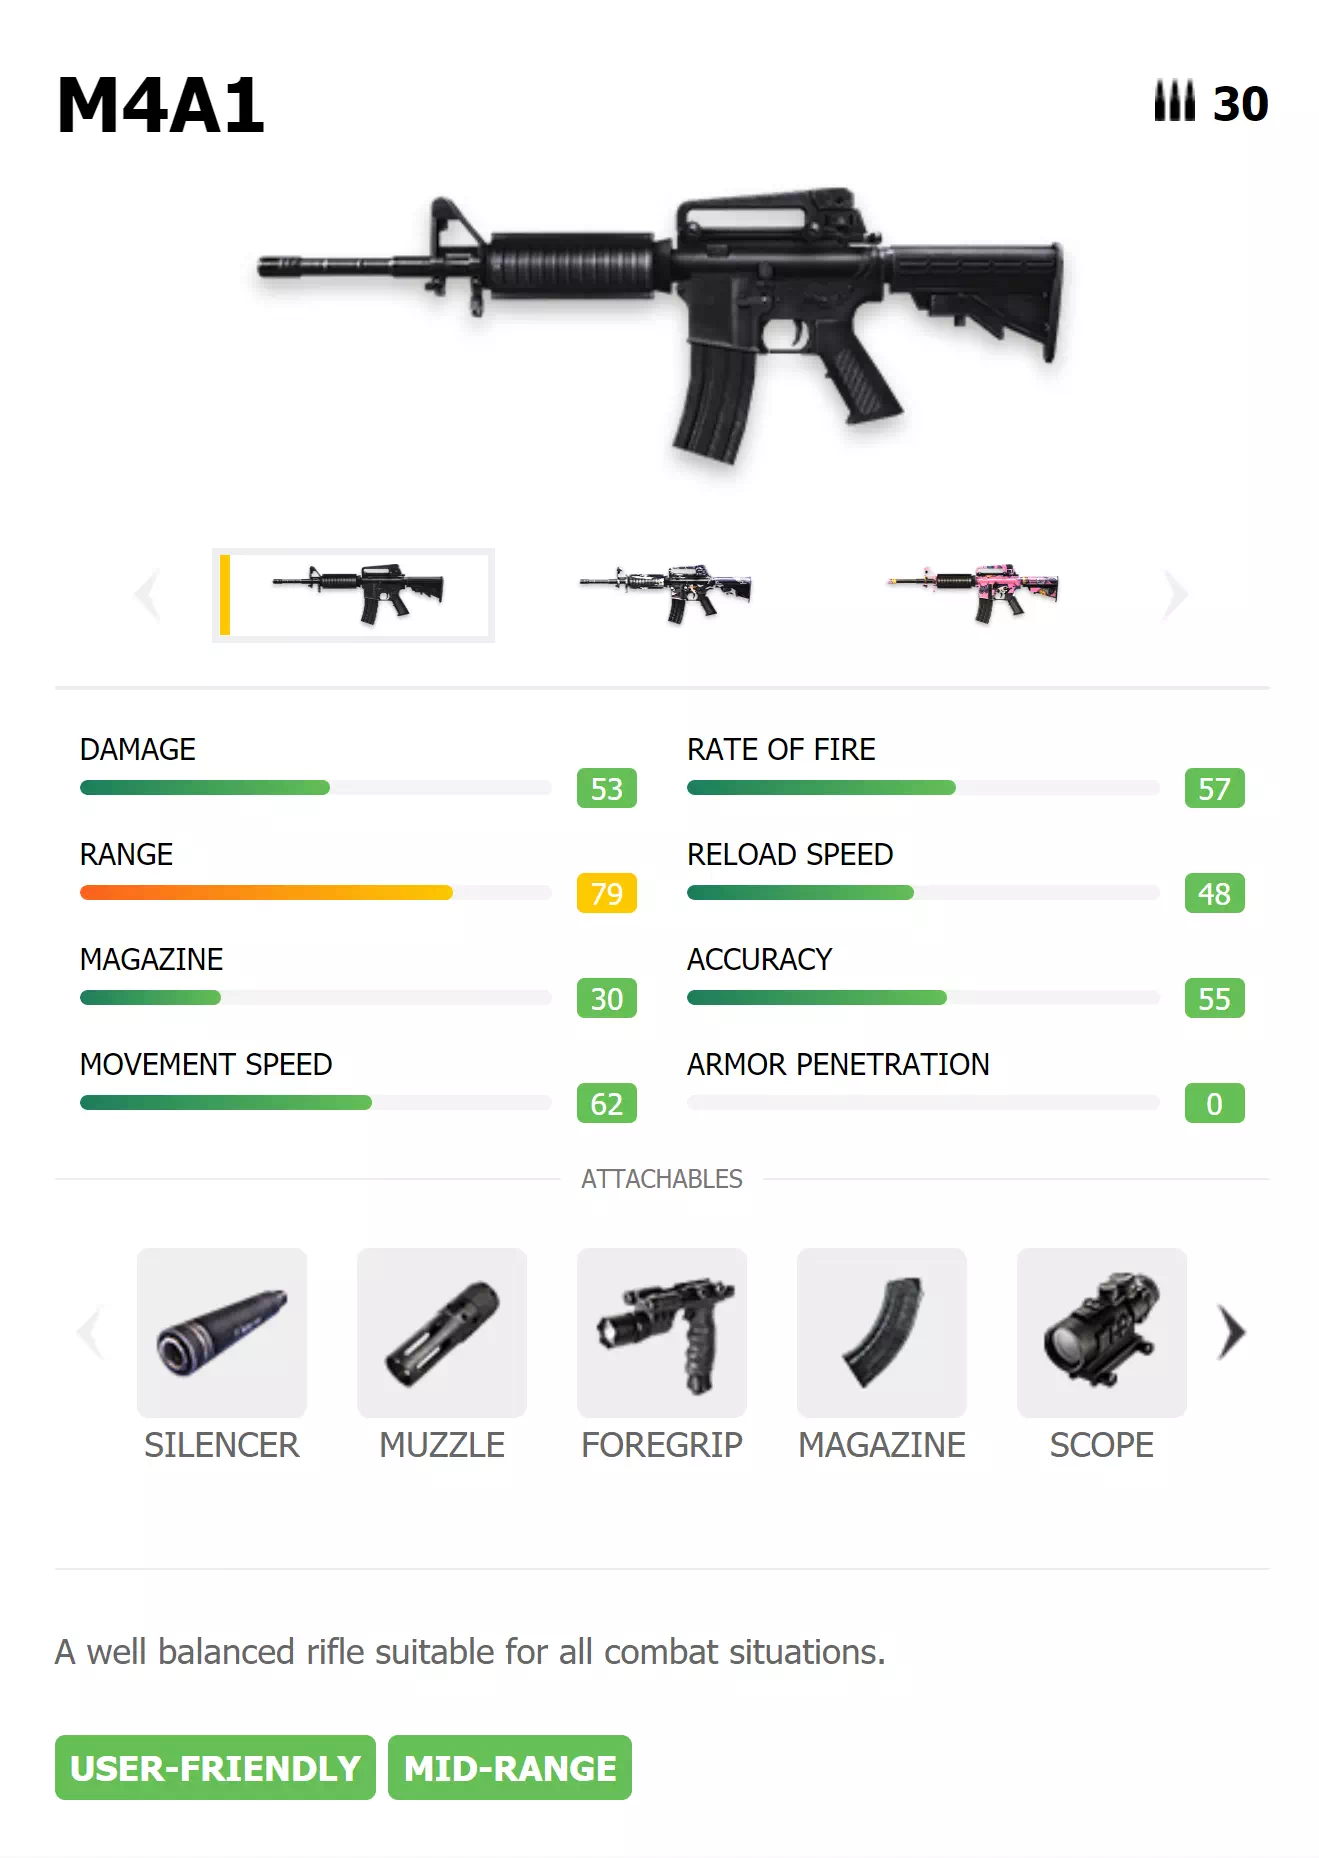 M4A1
30
DAMAGE
53
RATE OF FIRE
57
RANGE
79
RELOAD SPEED
48
MAGAZINE
30
ACCURACY
55
MOVEMENT SPEED
62
ARMOR PENETRATION
0
ATTACHABLES
SILENCER
MUZZLE
FOREGRIP
MAGAZINE
SCOPE
A well balanced rifle suitable for all combat situations.
USER-FRIENDLY
MID-RANGE